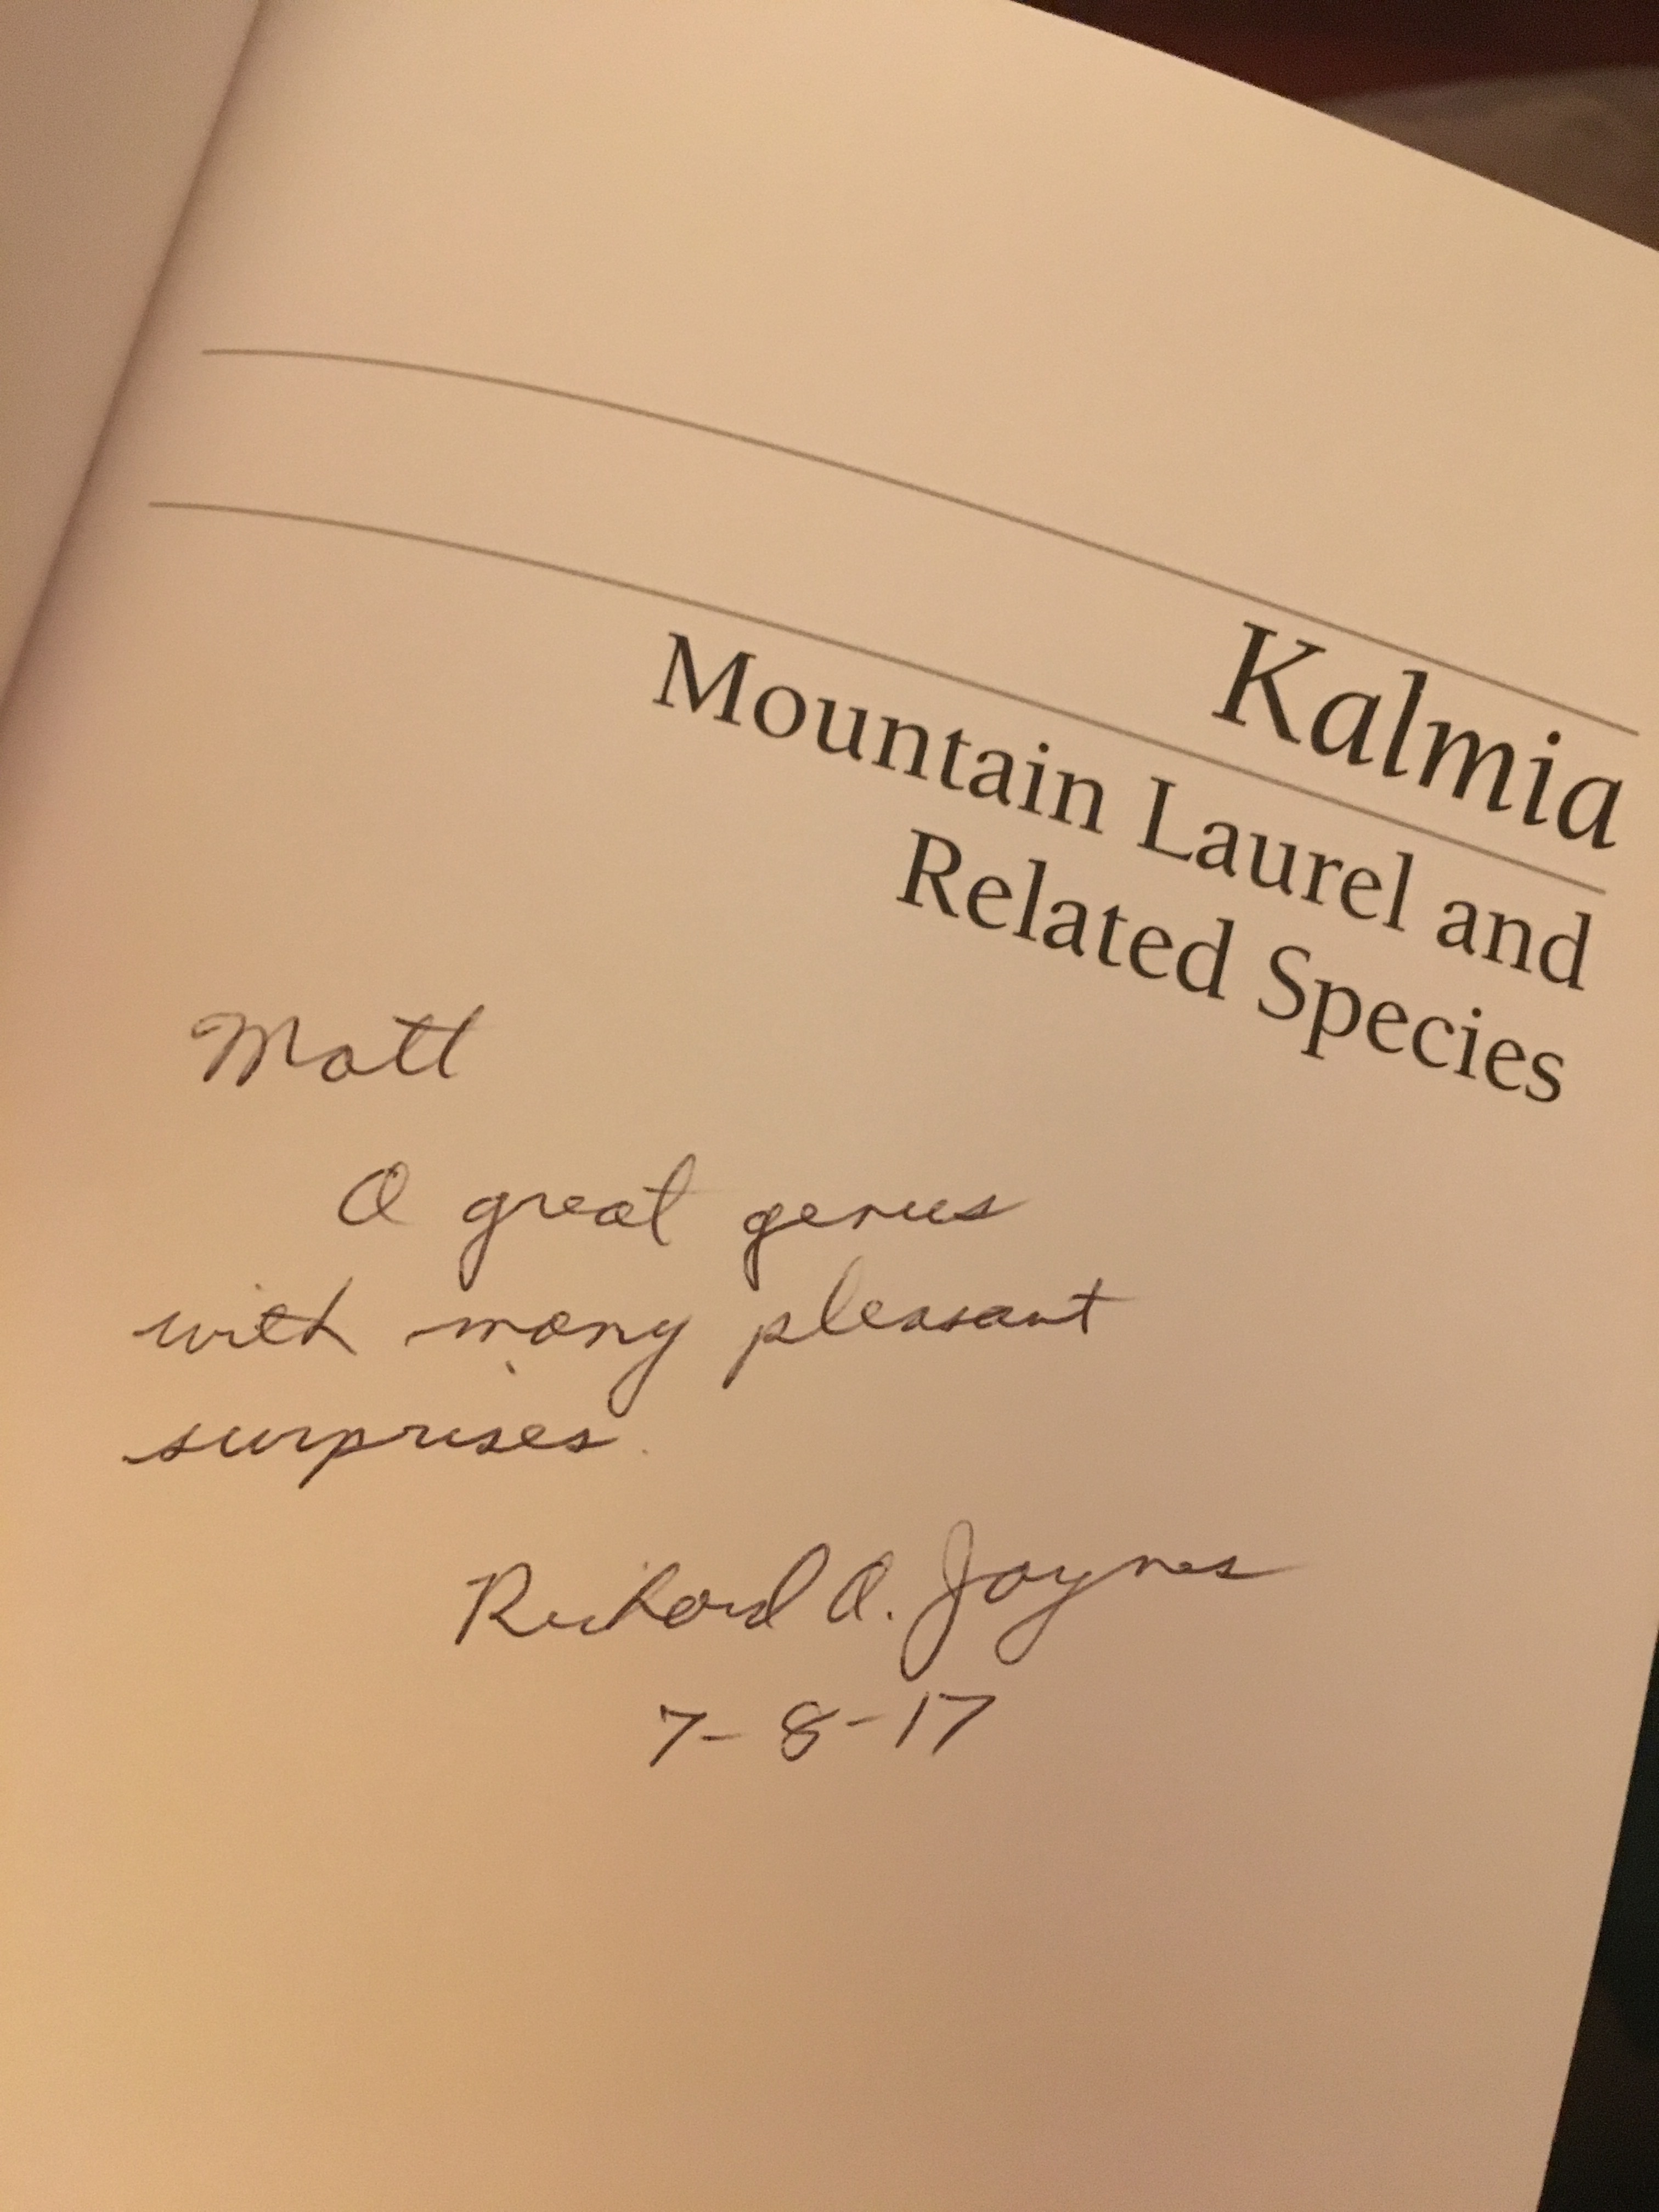 Kalmia
Mountain Laurel and
Related Species
Matt
A great genus
with many pleasant
surprises.
Richard A. Jaynes
7-8-17